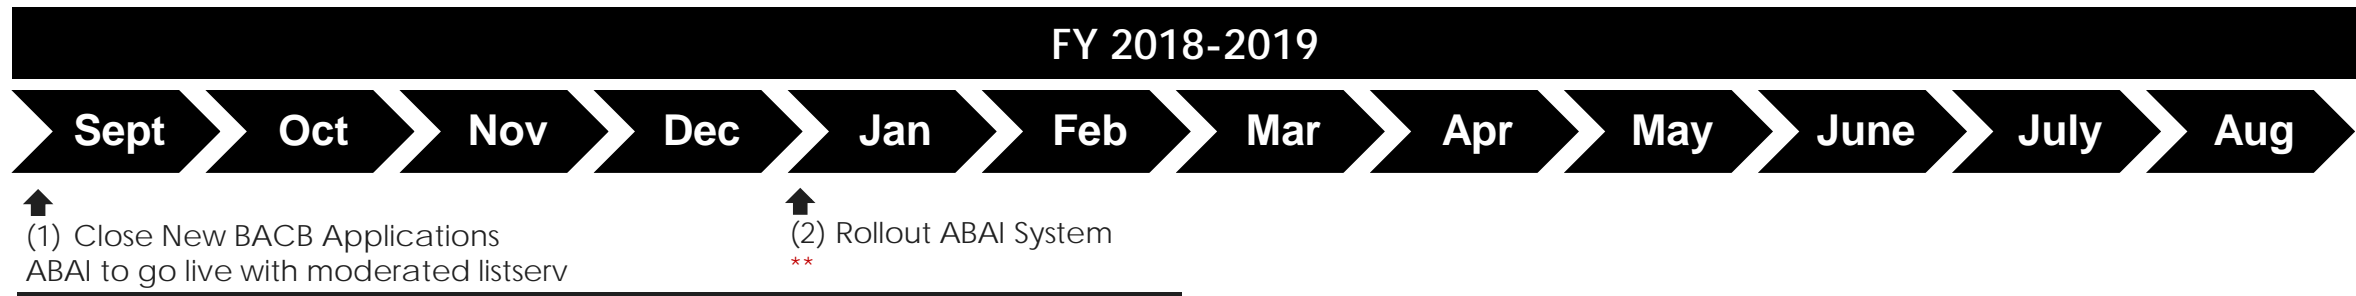 FY 2018-2019
Sept Oct Nov Dec Jan Feb Mar Apr May June July Aug
(1) Close New BACB Applications
ABAI to go live with moderated listserv
(2) Rollout ABAI System
**